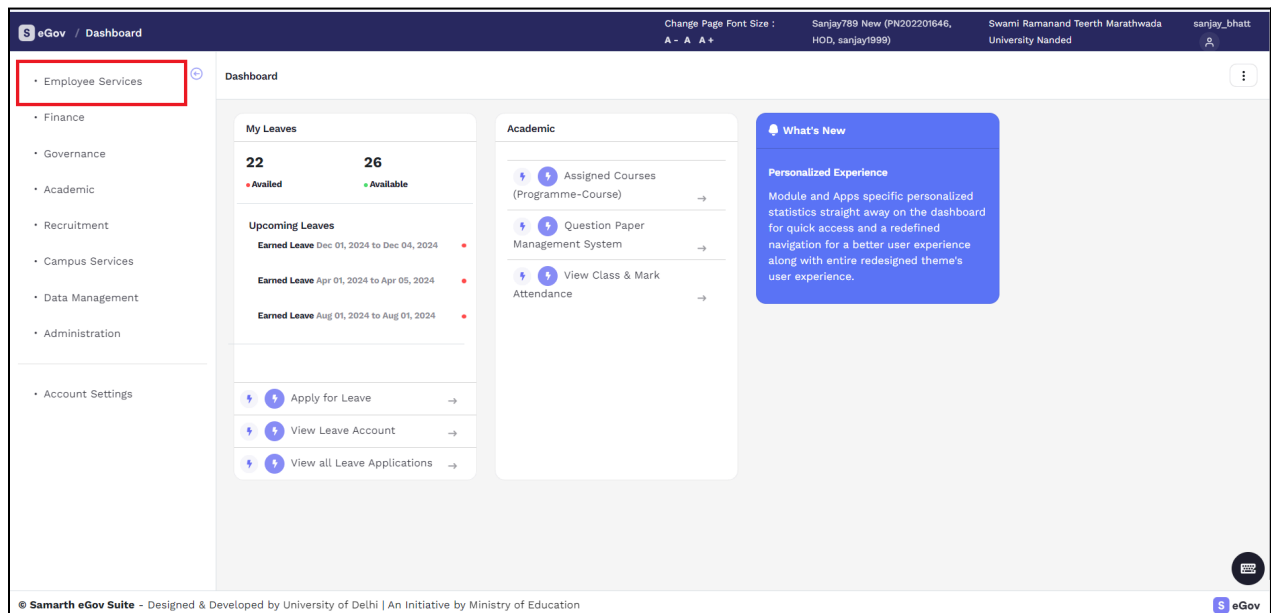 S eGov / Dashboard
Change Page Font Size :
A - A A +
Sanjay789 New (PN202201646,
HOD, sanjay1999)
Swami Ramanand Teerth Marathwada
University Nanded
sanjay_bhatt
Employee Services
Finance
Governance
Academic
Recruitment
Campus Services
Data Management
Administration
Account Settings
Dashboard
My Leaves
22
Availed
26
Available
Upcoming Leaves
Earned Leave Dec 01, 2024 to Dec 04, 2024
Earned Leave Apr 01, 2024 to Apr 05, 2024
Earned Leave Aug 01, 2024 to Aug 01, 2024
Apply for Leave
View Leave Account
View all Leave Applications
Academic
Assigned Courses
(Programme-Course)
Question Paper
Management System
View Class & Mark
Attendance
What's New
Personalized Experience
Module and Apps specific personalized
statistics straight away on the dashboard
for quick access and a redefined
navigation for a better user experience
along with entire redesigned theme's
user experience.
© Samarth eGov Suite - Designed & Developed by University of Delhi | An Initiative by Ministry of Education
S eGov